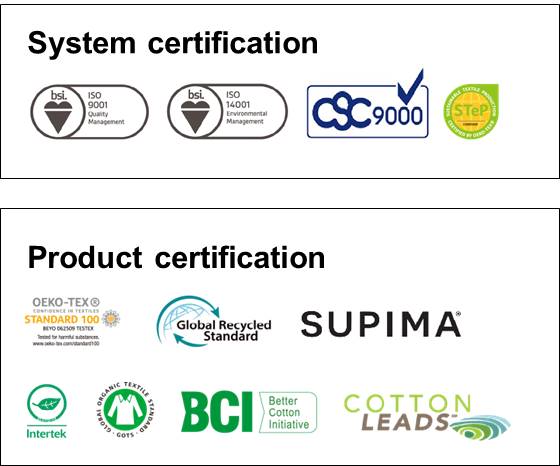 System certification
bsi.
ISO
9001
Quality
Management
bsi.
ISO
14001
Environmental
Management
CSC9000
SUSTAINABLE TEXTILE PRODUCTION
STeP
CERTIFIED BY OEKO-TEX®
Product certification
OEKO-TEX®
CONFIDENCE IN TEXTILES
STANDARD 100
BEYO 062509 TESTEX
Tested for harmful substances.
www.oeko-tex.com/standard100
Global Recycled
Standard
SUPIMA®
Intertek
GLOBAL ORGANIC TEXTILE STANDARD
· GOTS ·
BCI
Better
Cotton
Initiative
COTTON
LEADS™